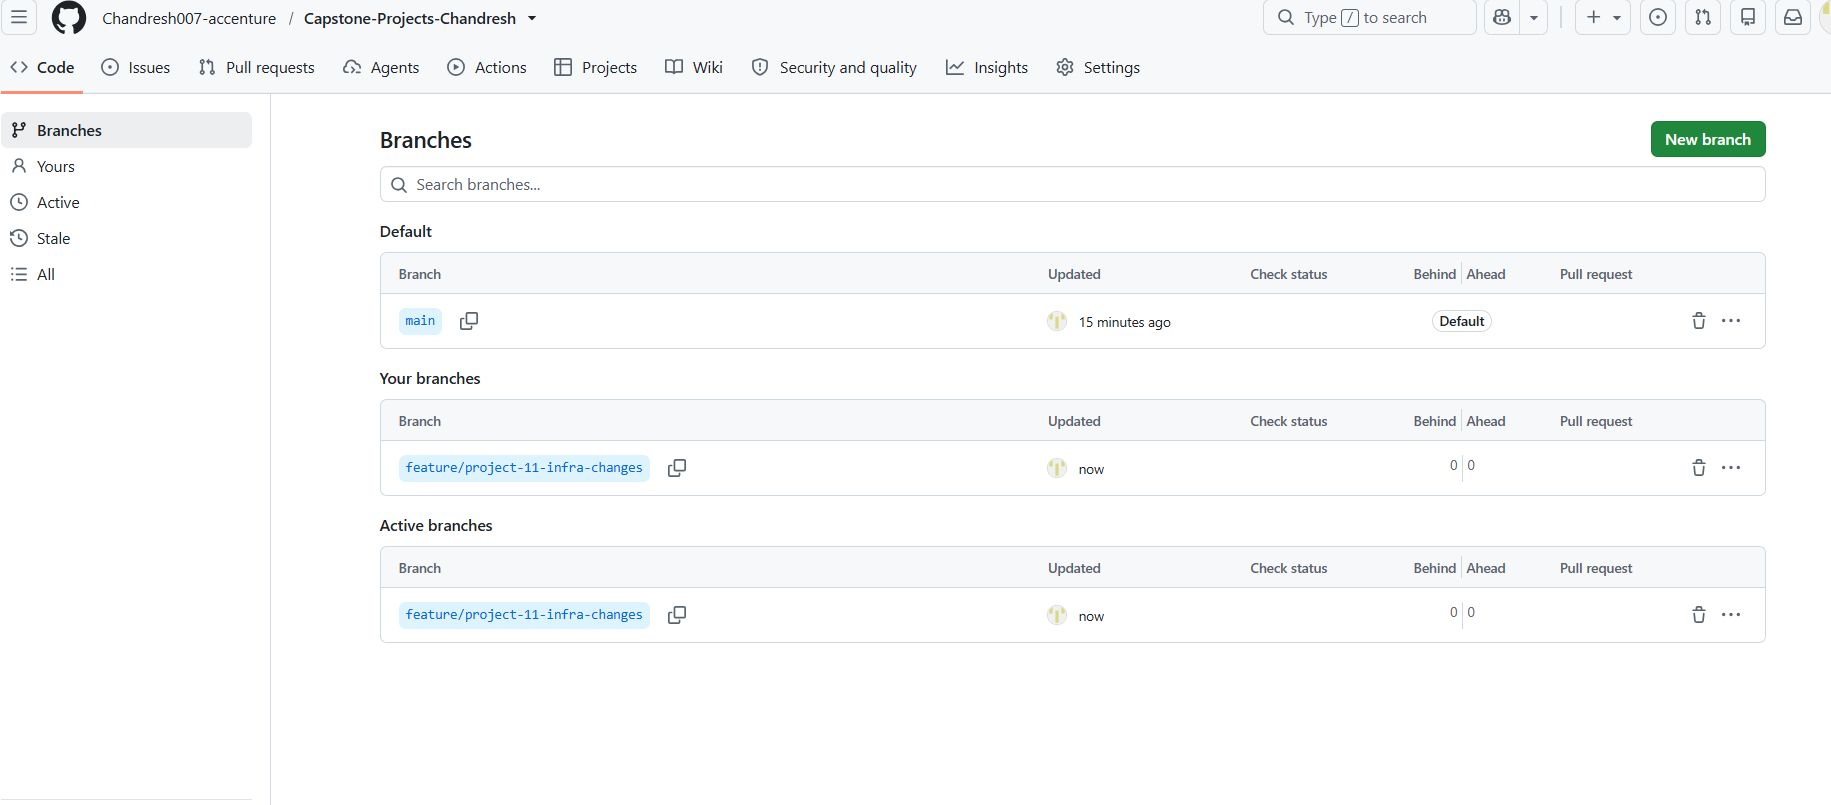 Chandresh007-accenture / Capstone-Projects-Chandresh
Type / to search
Code Issues Pull requests Agents Actions Projects Wiki Security and quality Insights Settings
Branches
Yours
Active
Stale
All
Branches
New branch
Search branches...
Default
Branch Updated Check status Behind Ahead Pull request
main 15 minutes ago Default
Your branches
Branch Updated Check status Behind Ahead Pull request
feature/project-11-infra-changes now 0 0
Active branches
Branch Updated Check status Behind Ahead Pull request
feature/project-11-infra-changes now 0 0